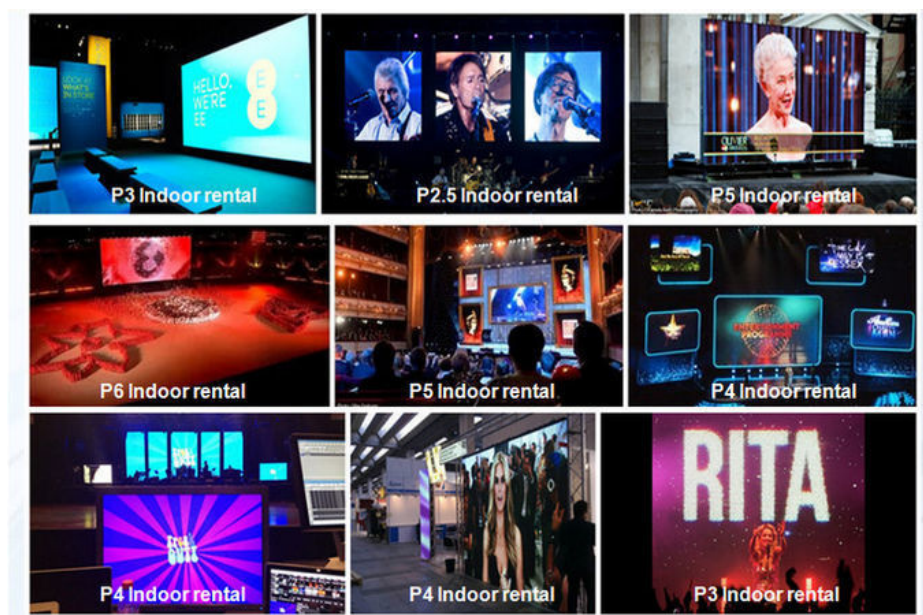 LOOK AT
WHAT'S
IN STORE
HELLO,
WE'RE
EE
E
E
P3 Indoor rental
P2.5 Indoor rental
OLIVIER
P5 Indoor rental
P6 Indoor rental
P5 Indoor rental
ENTERTAINMENT
PROGRAMME
P4 Indoor rental
P4 Indoor rental
P4 Indoor rental
RITA
P3 Indoor rental